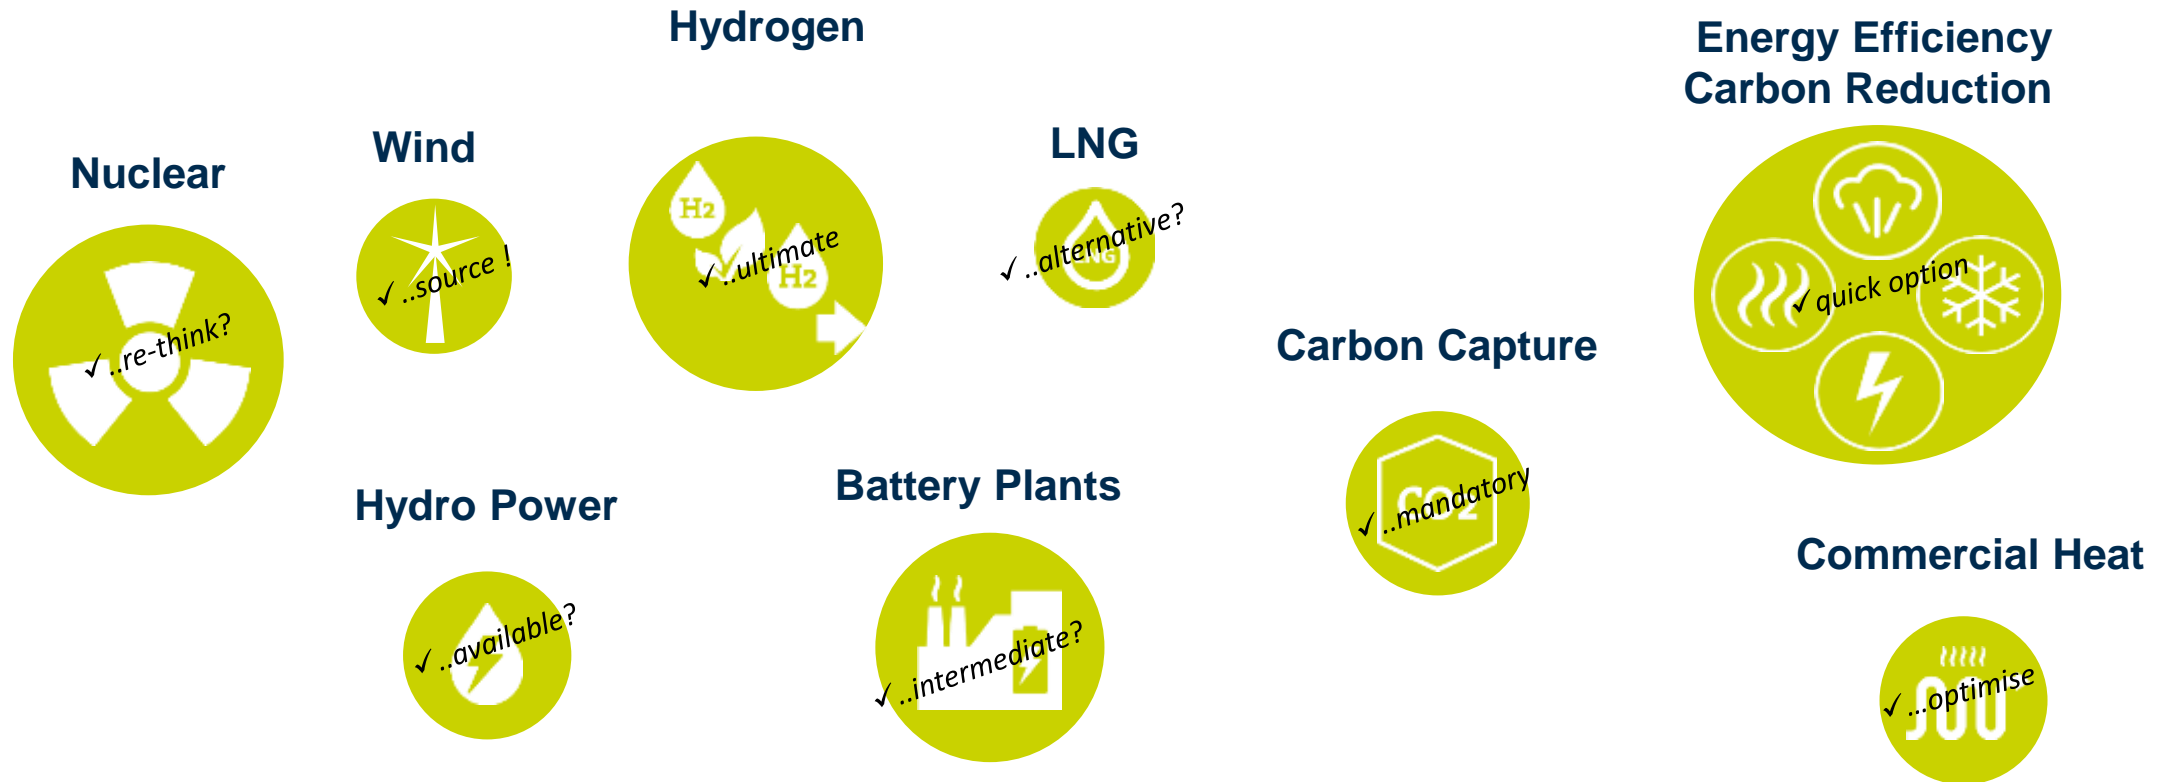 Hydrogen
Energy Efficiency
Carbon Reduction
Wind
LNG
Nuclear
H2
H2
✓..ultimate
✓..source !
LNG
✓..alternative?
✓..re-think?
✓quick option
Carbon Capture
Battery Plants
Hydro Power
CO2
✓..mandatory
Commercial Heat
✓..available?
✓..intermediate?
✓...optimise